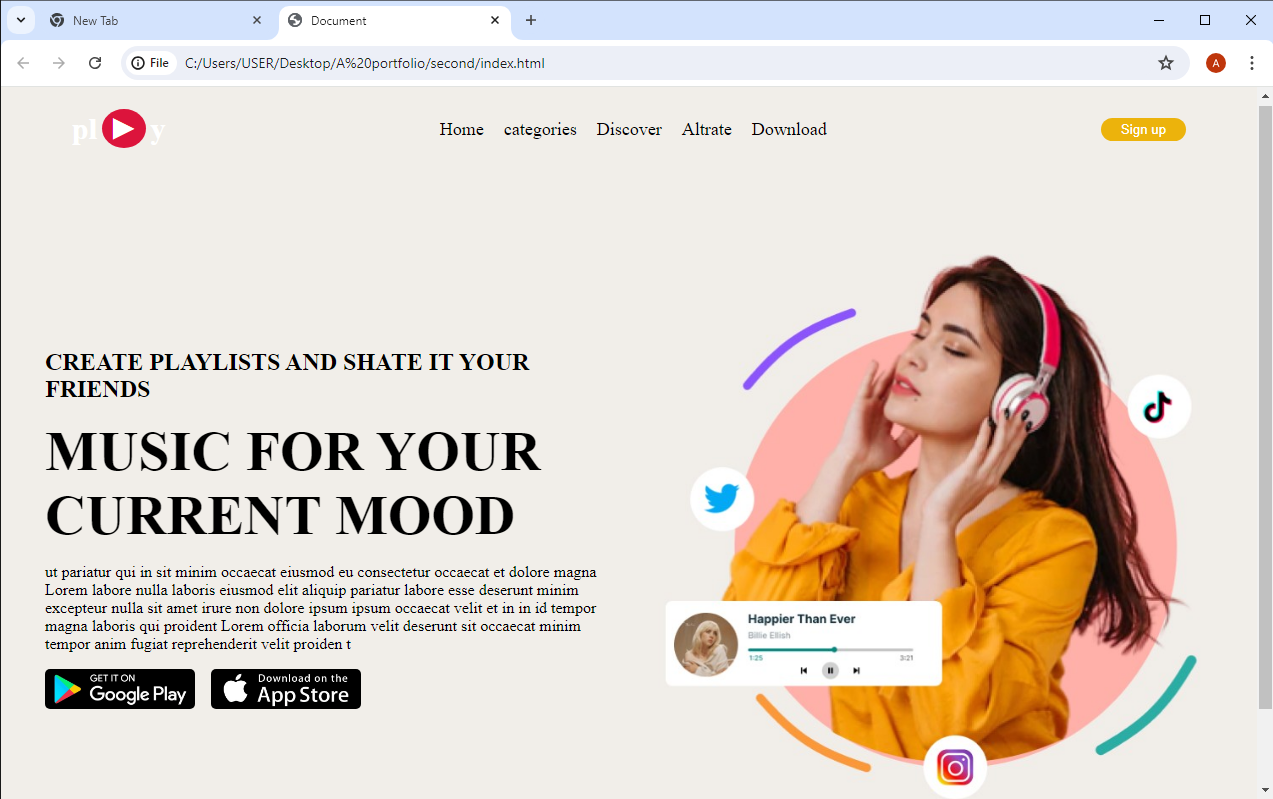 New Tab
Document
File
C:/Users/USER/Desktop/A%20portfolio/second/index.html
A
pl y
Home categories Discover Altrate Download
Sign up
CREATE PLAYLISTS AND SHATE IT YOUR
FRIENDS
MUSIC FOR YOUR
CURRENT MOOD
ut pariatur qui in sit minim occaecat eiusmod eu consectetur occaecat et dolore magna
Lorem labore nulla laboris eiusmod elit aliquip pariatur labore esse deserunt minim
excepteur nulla sit amet irure non dolore ipsum ipsum occaecat velit et in in id tempor
magna laboris qui proident Lorem officia laborum velit deserunt sit occaecat minim
tempor anim fugiat reprehenderit velit proiden t
GET IT ON
Google Play
Download on the
App Store
Happier Than Ever
Billie Ellish
1:25
3:21